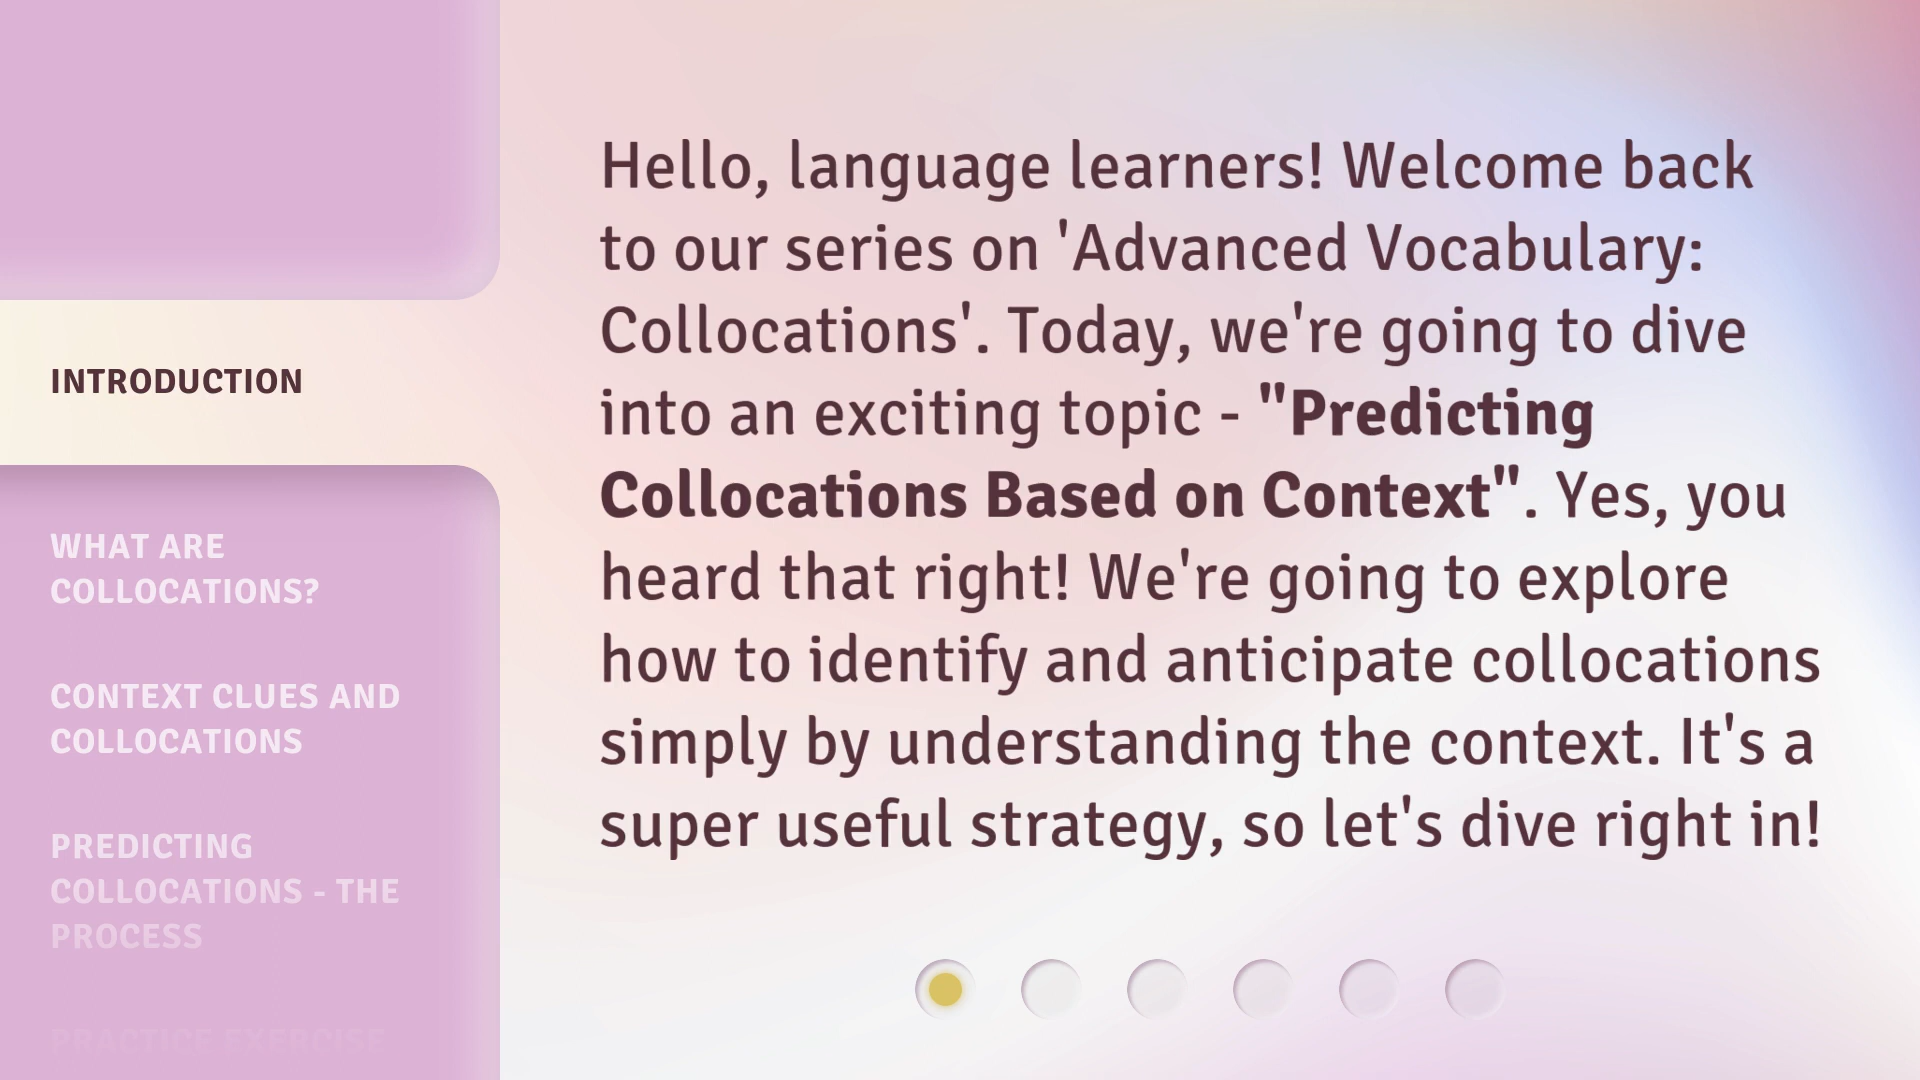 INTRODUCTION
WHAT ARE
COLLOCATIONS?
CONTEXT CLUES AND
COLLOCATIONS
PREDICTING
COLLOCATIONS - THE
PROCESS
PRACTICE EXERCISE
Hello, language learners! Welcome back
to our series on 'Advanced Vocabulary:
Collocations'. Today, we're going to dive
into an exciting topic - "Predicting
Collocations Based on Context". Yes, you
heard that right! We're going to explore
how to identify and anticipate collocations
simply by understanding the context. It's a
super useful strategy, so let's dive right in!